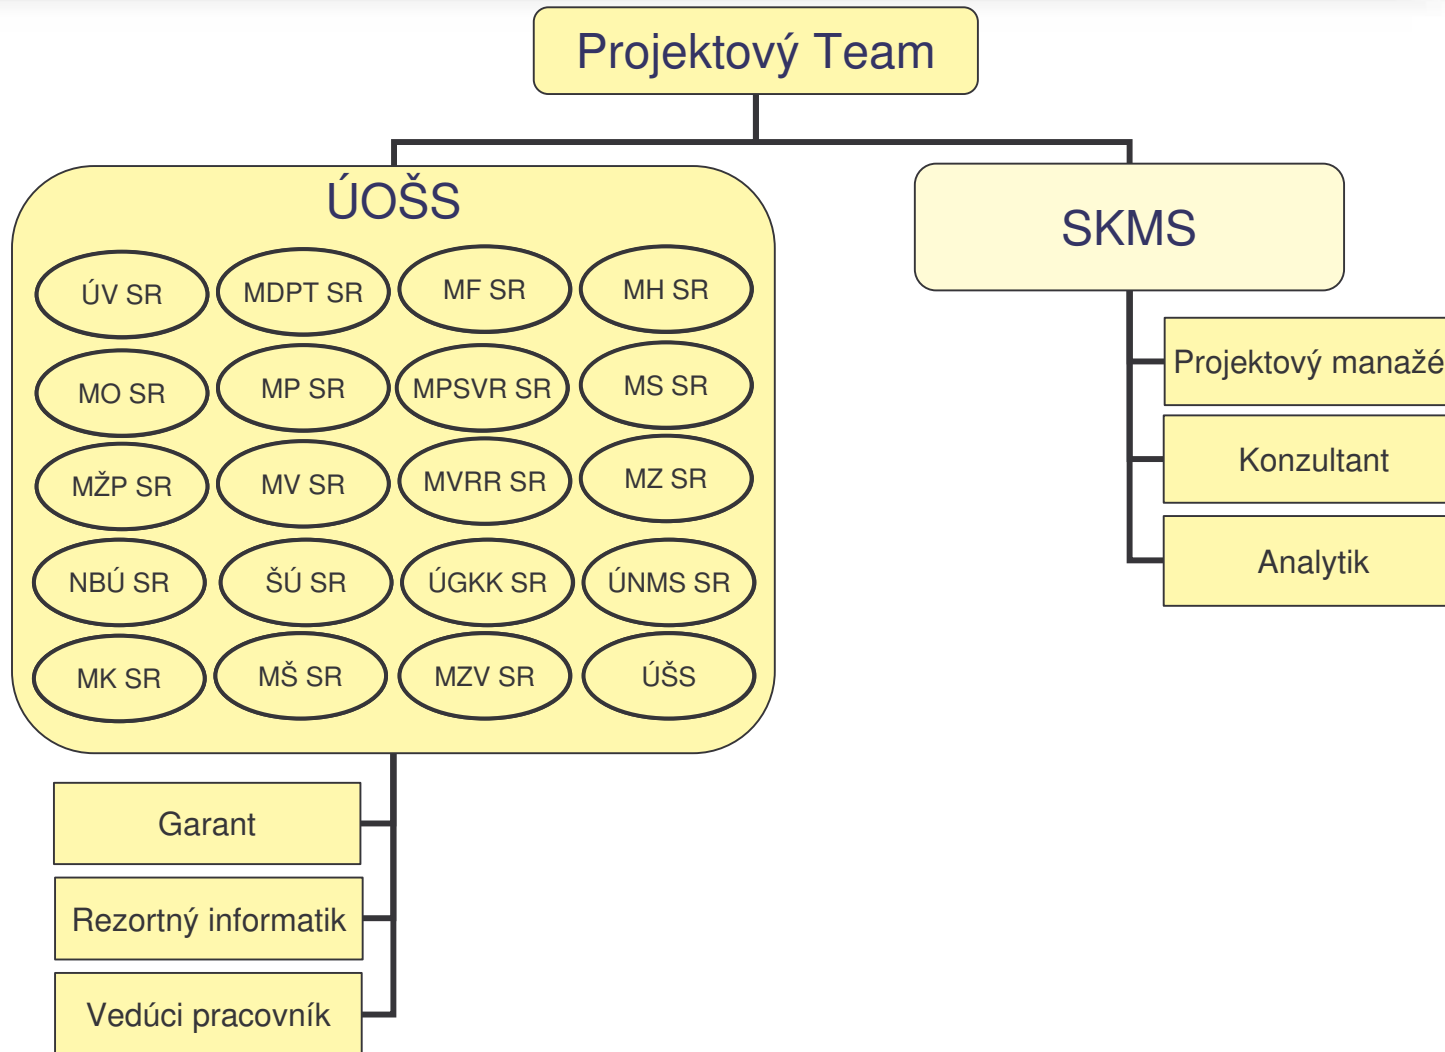 Projektový Team
ÚOŠS
SKMS
ÚV SR
MDPT SR
MF SR
MH SR
MO SR
MP SR
MPSVR SR
MS SR
MŽP SR
MV SR
MVRR SR
MZ SR
NBÚ SR
ŠÚ SR
ÚGKK SR
ÚNMS SR
MK SR
MŠ SR
MZV SR
ÚŠS
Projektový manažé
Konzultant
Analytik
Garant
Rezortný informatik
Vedúci pracovník